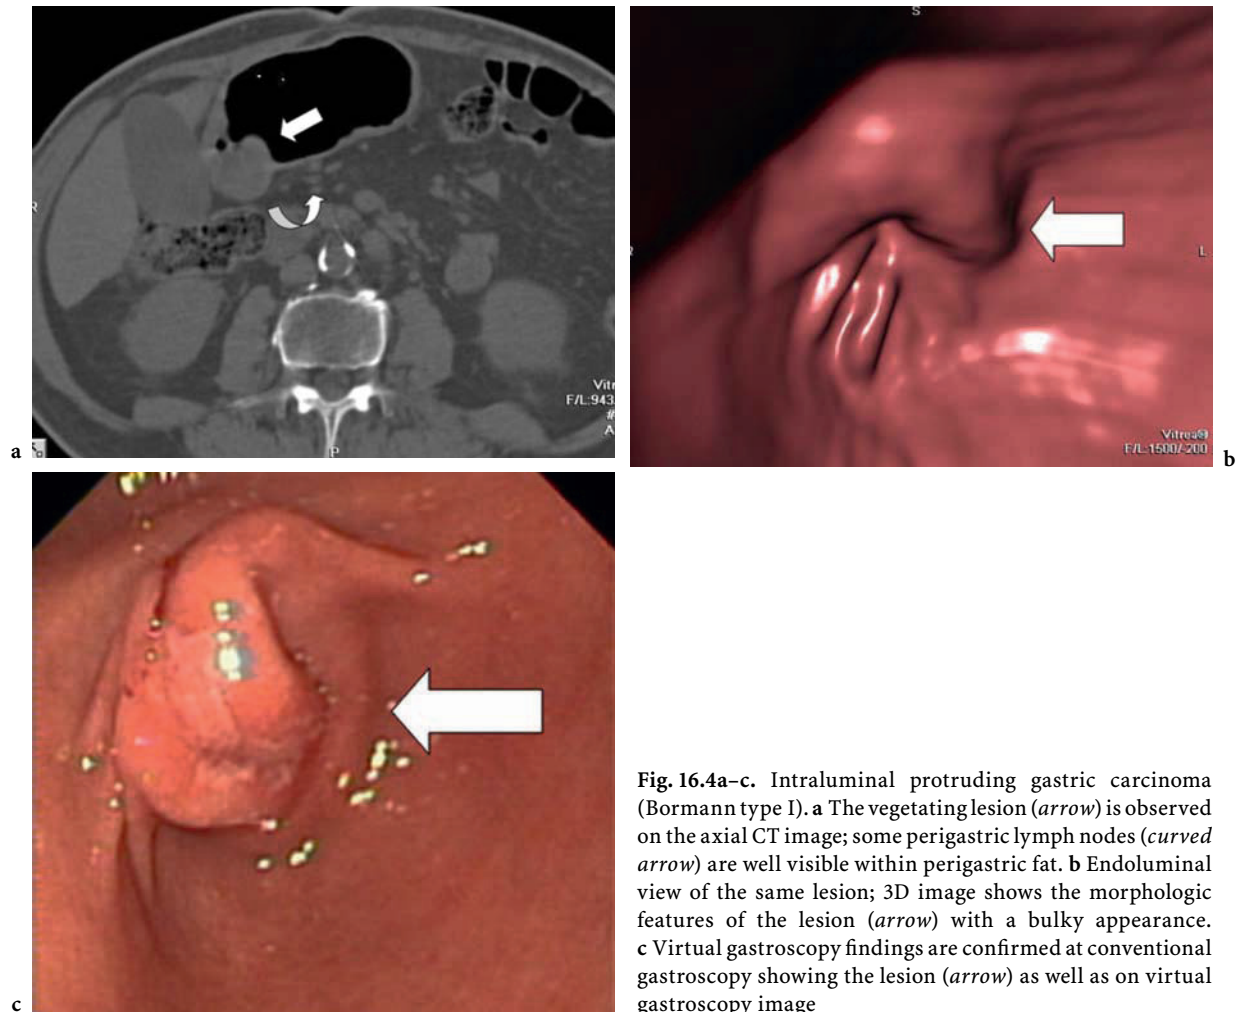 S
R
Vit
F/L:943
#
A
P
a
R
L
Vitrea®
F/L:1500/-200
b
c
Fig. 16.4a–c. Intraluminal protruding gastric carcinoma
(Bormann type I). a The vegetating lesion (arrow) is observed
on the axial CT image; some perigastric lymph nodes (curved
arrow) are well visible within perigastric fat. b Endoluminal
view of the same lesion; 3D image shows the morphologic
features of the lesion (arrow) with a bulky appearance.
c Virtual gastroscopy findings are confirmed at conventional
gastroscopy showing the lesion (arrow) as well as on virtual
gastroscopy image